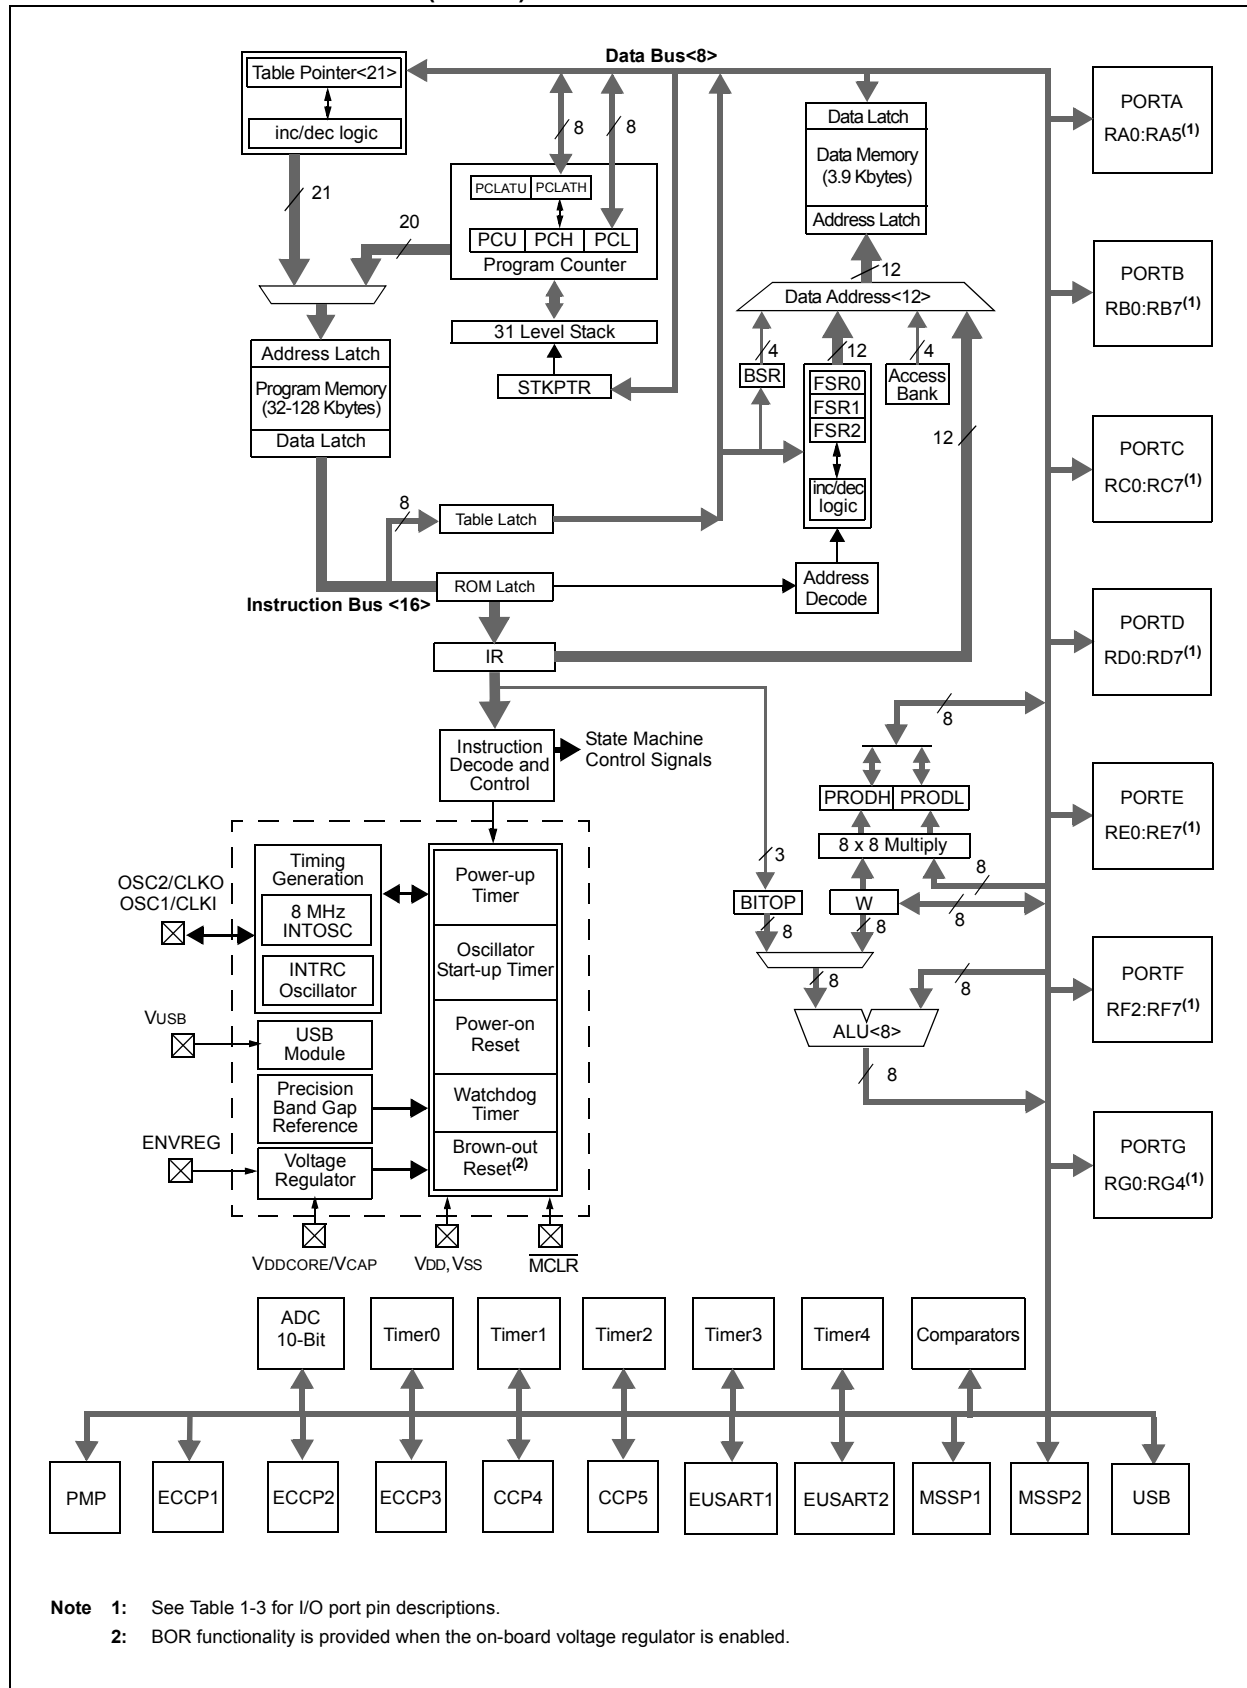 Data Bus<8>
Table Pointer<21>
inc/dec logic
21
20
8
8
PCLATU
PCLATH
PCU
PCH
PCL
Program Counter
31 Level Stack
STKPTR
Data Latch
Data Memory
(3.9 Kbytes)
Address Latch
12
Data Address<12>
4
12
4
BSR
FSR0
FSR1
FSR2
inc/dec
logic
Access
Bank
12
Address Latch
Program Memory
(32-128 Kbytes)
Data Latch
8
Table Latch
ROM Latch
Instruction Bus <16>
Address
Decode
IR
Instruction
Decode and
Control
State Machine
Control Signals
8
PRODH
PRODL
8 x 8 Multiply
3
8
BITOP
W
8
8
8
8
8
ALU<8>
8
Timing
Generation
OSC2/CLKO
OSC1/CLKI
8 MHz
INTOSC
INTRC
Oscillator
VUSB
USB
Module
Precision
Band Gap
Reference
ENVREG
Voltage
Regulator
Power-up
Timer
Oscillator
Start-up Timer
Power-on
Reset
Watchdog
Timer
Brown-out
Reset(2)
VDDCORE/VCAP
VDD, VSS
MCLR
PORTA
RA0:RA5(1)
PORTB
RB0:RB7(1)
PORTC
RC0:RC7(1)
PORTD
RD0:RD7(1)
PORTE
RE0:RE7(1)
PORTF
RF2:RF7(1)
PORTG
RG0:RG4(1)
ADC
10-Bit
Timer0
Timer1
Timer2
Timer3
Timer4
Comparators
PMP
ECCP1
ECCP2
ECCP3
CCP4
CCP5
EUSART1
EUSART2
MSSP1
MSSP2
USB
Note 1: See Table 1-3 for I/O port pin descriptions.
2: BOR functionality is provided when the on-board voltage regulator is enabled.